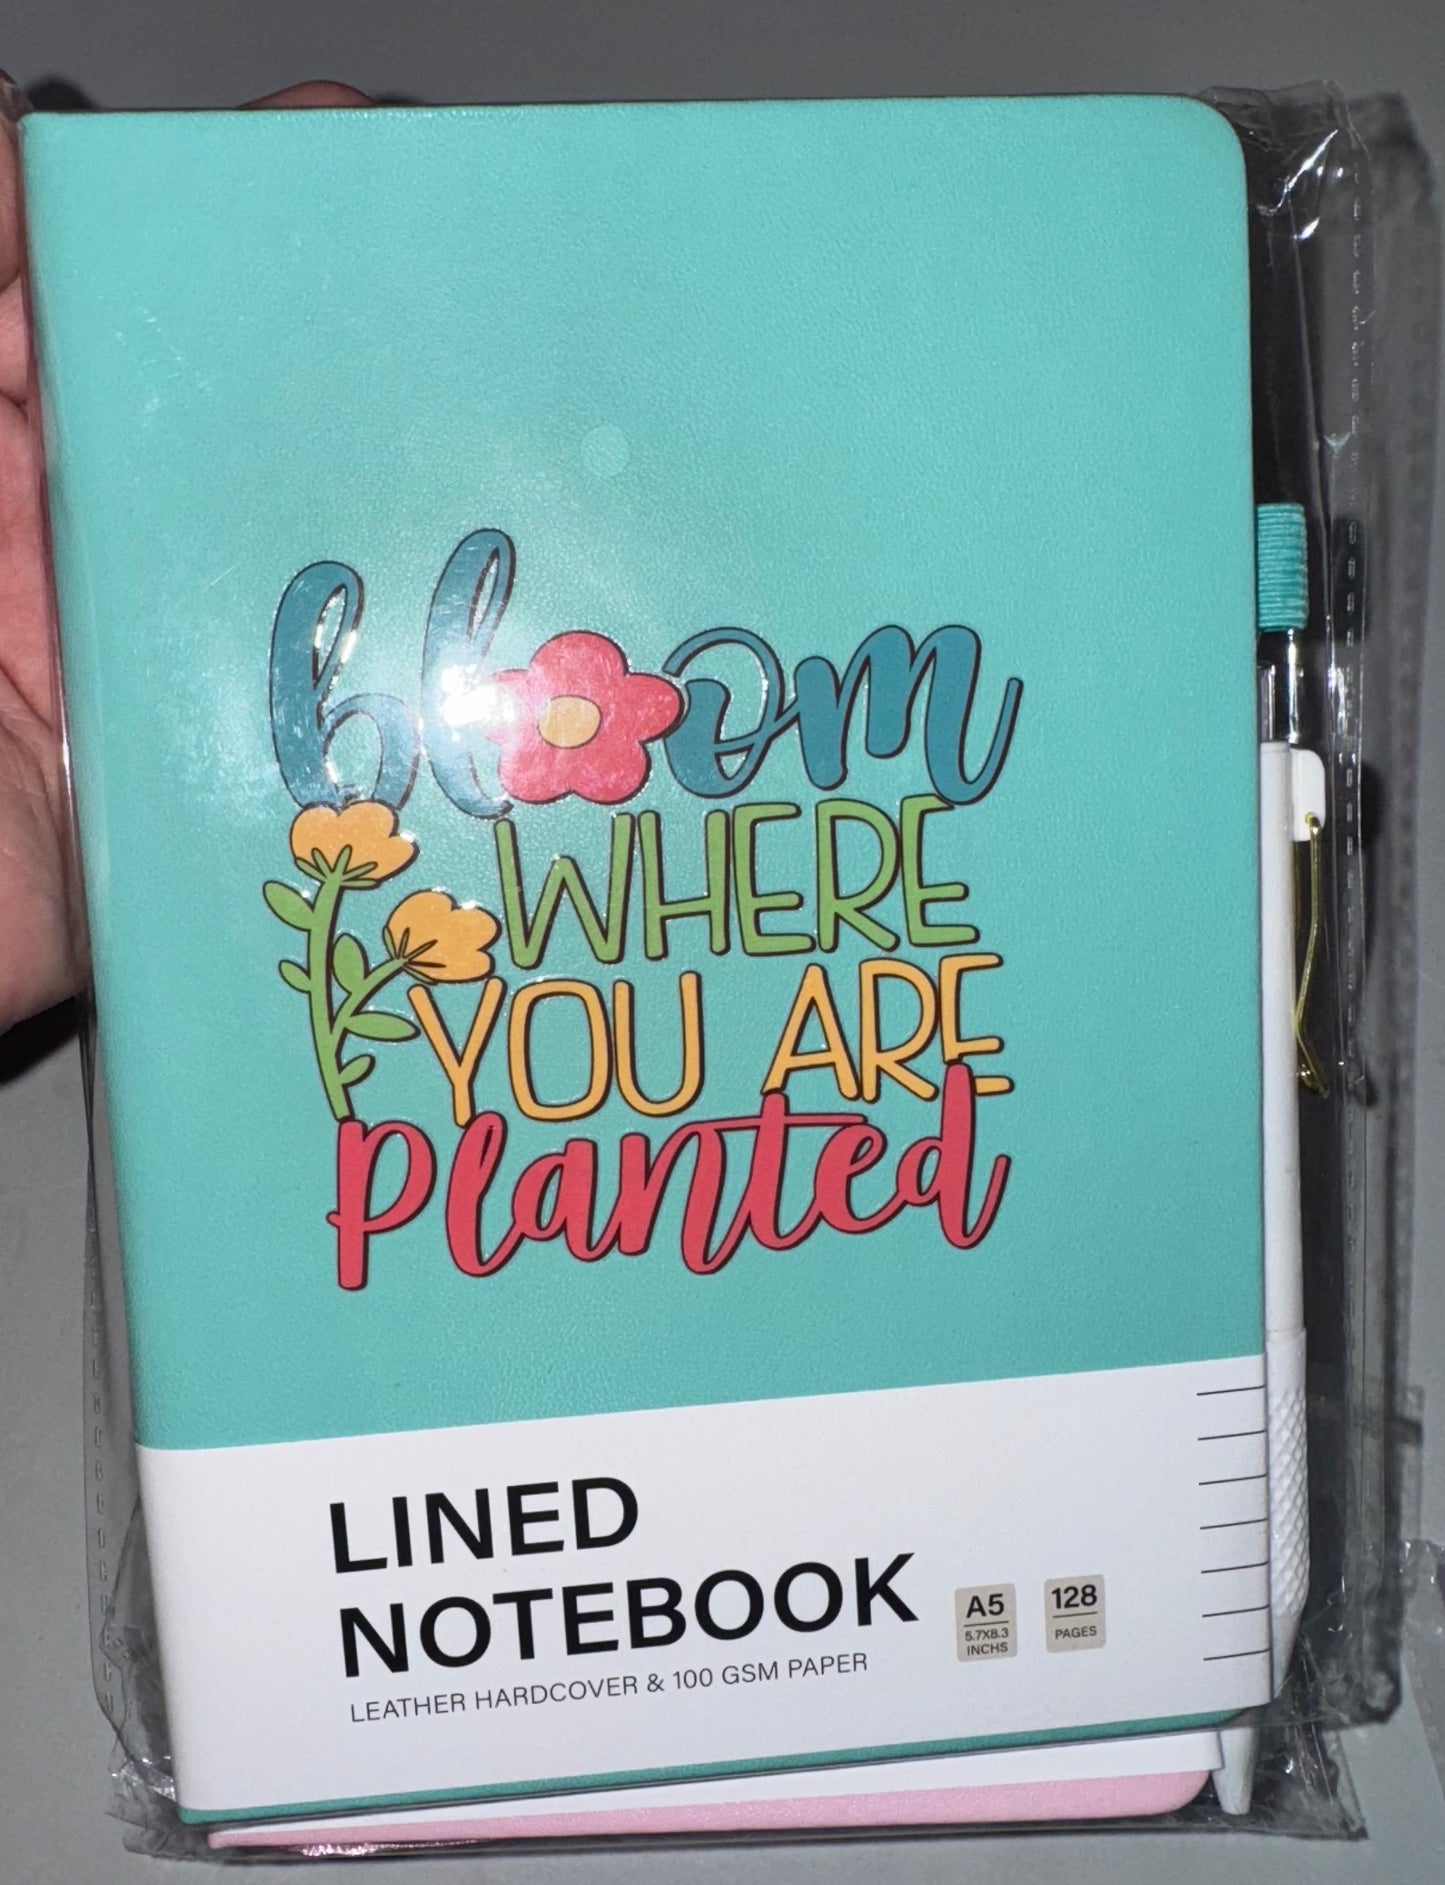 bloom
WHERE
YOU ARE
planted
LINED
NOTEBOOK
LEATHER HARDCOVER & 100 GSM PAPER
A5
5.7X8.3
INCHS
128
PAGES